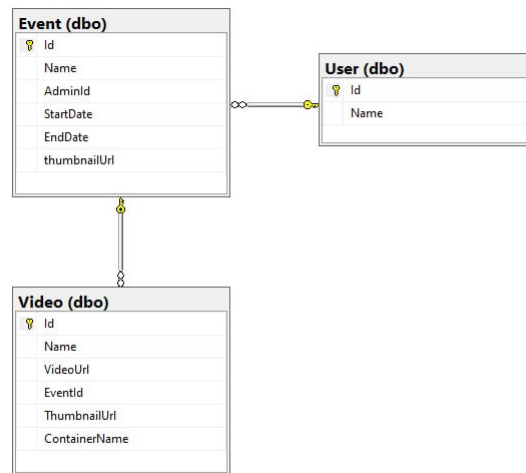 Event (dbo)
Id
Name
AdminId
StartDate
EndDate
thumbnailUrl
User (dbo)
Id
Name
Video (dbo)
Id
Name
VideoUrl
EventId
ThumbnailUrl
ContainerName